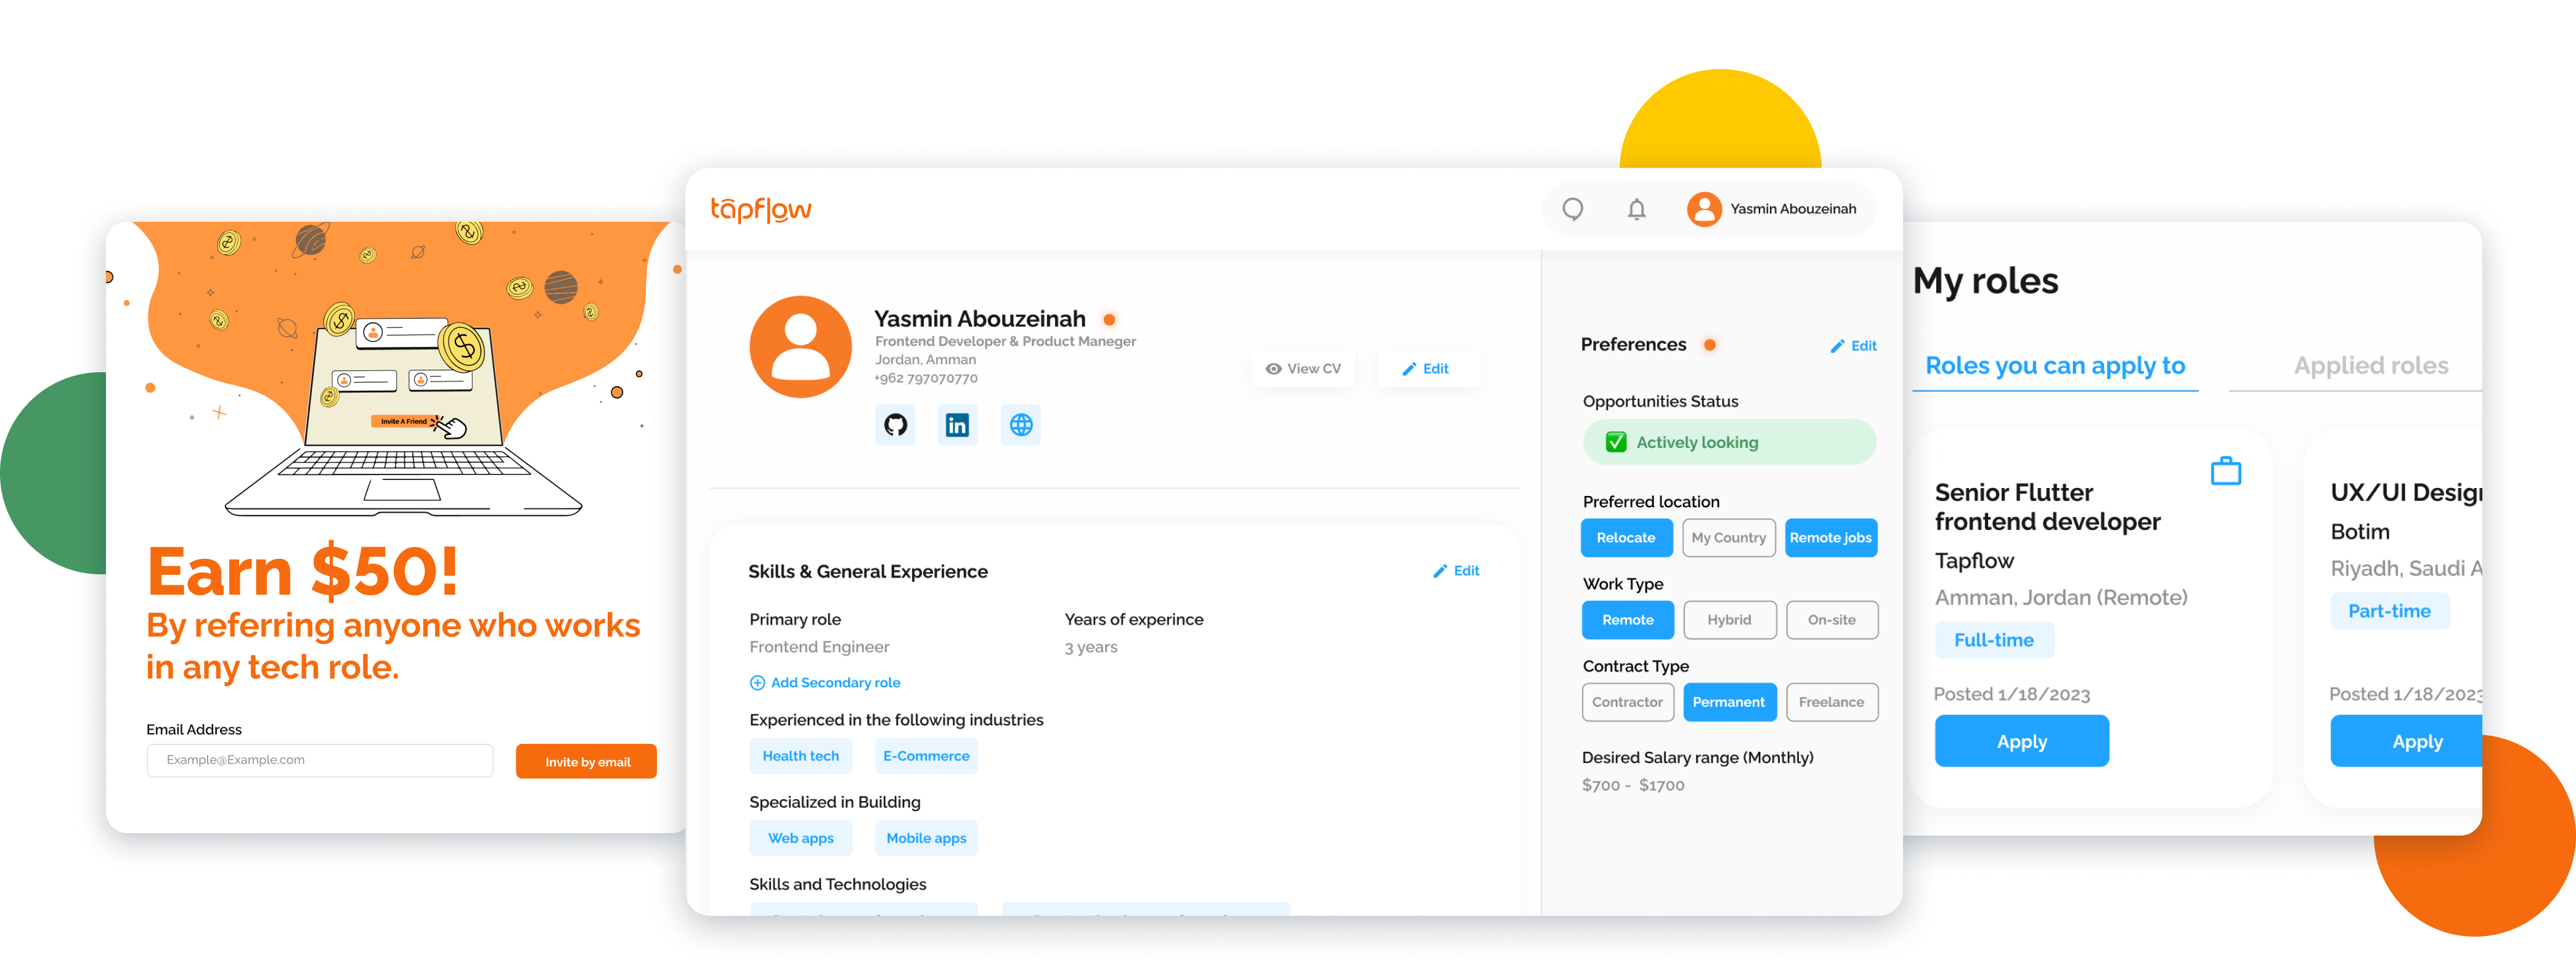 Invite A Friend
Earn $50!
By referring anyone who works
in any tech role.
Email Address
Example@Example.com
Invite by email
tapflow
Yasmin Abouzeinah
Yasmin Abouzeinah
Frontend Developer & Product Maneger
Jordan, Amman
+962 797070770
View CV
Edit
Skills & General Experience
Edit
Primary role
Years of experince
Frontend Engineer
3 years
Add Secondary role
Experienced in the following industries
Health tech
E-Commerce
Specialized in Building
Web apps
Mobile apps
Skills and Technologies
Preferences
Edit
Opportunities Status
Actively looking
Preferred location
Relocate
My Country
Remote jobs
Work Type
Remote
Hybrid
On-site
Contract Type
Contractor
Permanent
Freelance
Desired Salary range (Monthly)
$700 - $1700
My roles
Roles you can apply to
Applied roles
Senior Flutter
frontend developer
Tapflow
Amman, Jordan (Remote)
Full-time
Posted 1/18/2023
Apply
UX/UI
Botim
Riyadh, Saudi
Part-time
Posted 1/18/2023
Apply